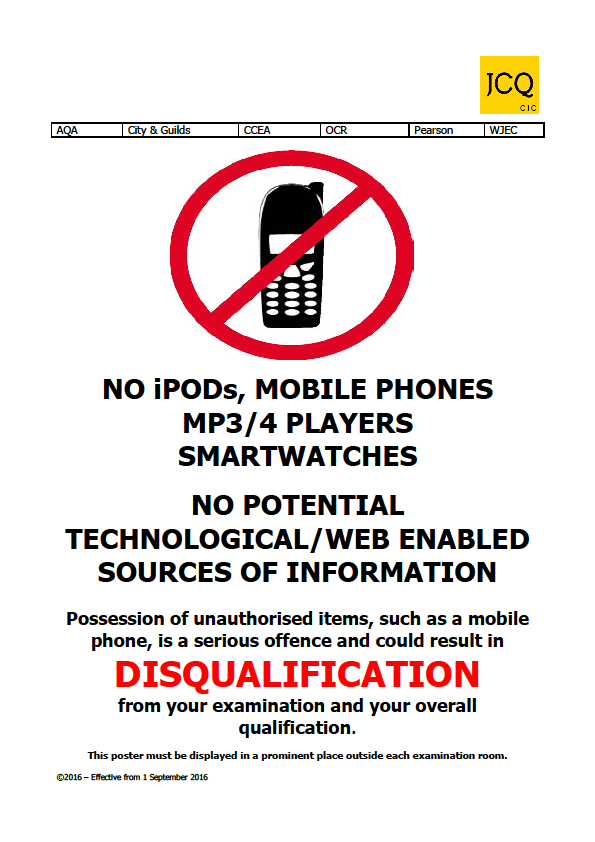 JCQ
CIC
AQA City & Guilds CCEA OCR Pearson WJEC
NO iPODs, MOBILE PHONES
MP3/4 PLAYERS
SMARTWATCHES
NO POTENTIAL
TECHNOLOGICAL/WEB ENABLED
SOURCES OF INFORMATION
Possession of unauthorised items, such as a mobile
phone, is a serious offence and could result in
DISQUALIFICATION
from your examination and your overall
qualification.
This poster must be displayed in a prominent place outside each examination room.
©2016 – Effective from 1 September 2016